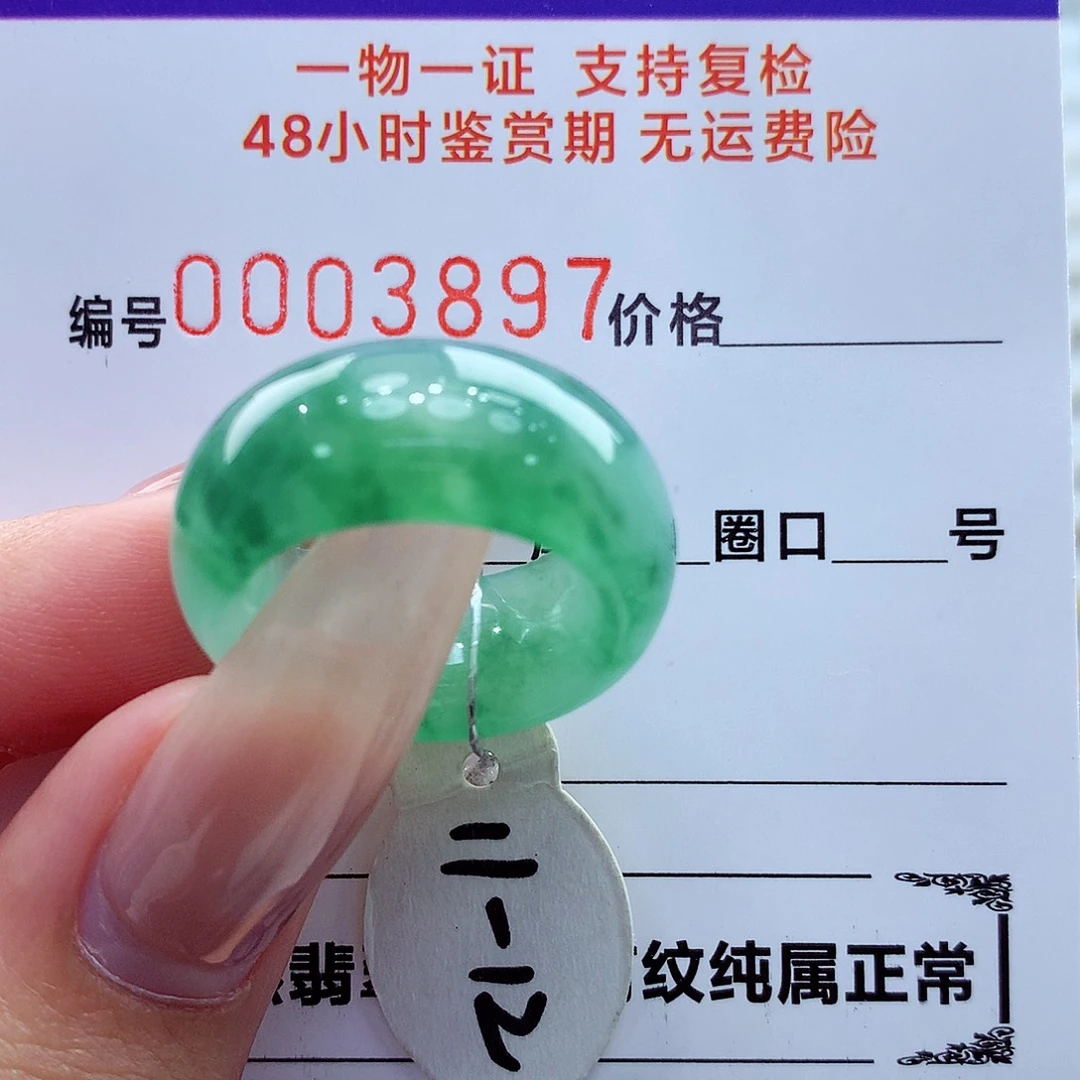 一物一证 支持复检
48小时鉴赏期 无运费险
编号0003897价格
圈口 号
翡 纹纯属正常